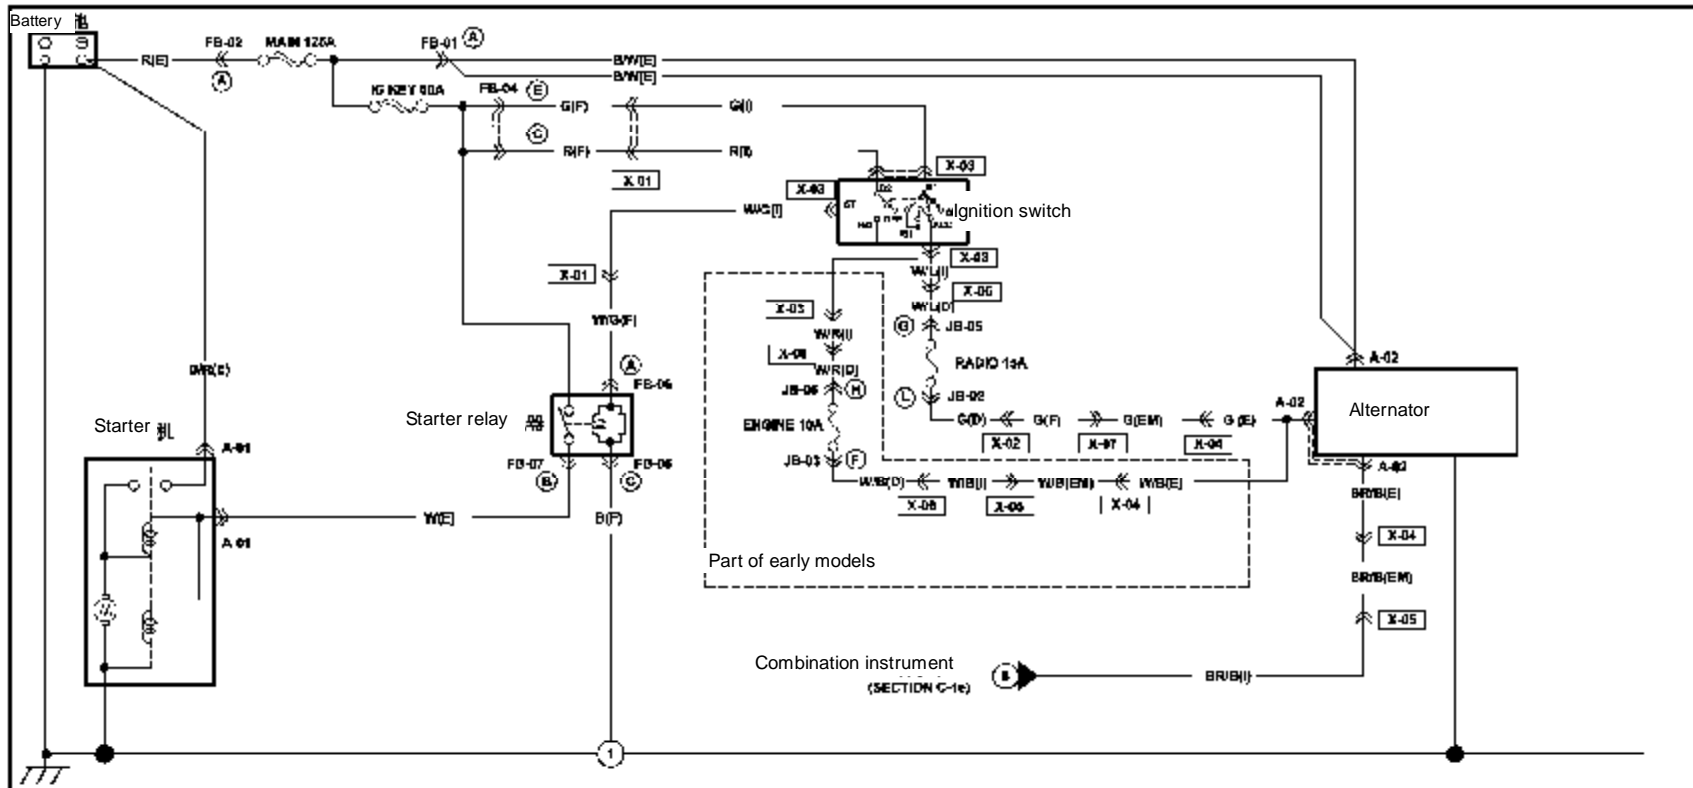 Battery
FB-02
MAIN 125A
FB-01
A
R(E)
A
B/W(E)
B/W(E)
FB-04
E
G(F)
G(I)
C
R(F)
X-01
X-03
X-03
W/G(I)
ST
Ignition switch
X-03
X-01
W/L(I)
X-06
X-03
W/L(D)
W/G(F)
G
JB-05
W/R(I)
A
RADIO 15A
A-02
W/R(D)
FB-06
JB-06
H
L
JB-02
A-02
Starter relay
Alternator
Starter 机
ENGINE 10A
G(D)
G(F)
G(EM)
G (E)
A-01
X-02
X-07
X-04
FB-07
FB-06
JB-03
F
A-02
B
C
W/B(D)
W/B(I)
W/B(EM)
W/B(E)
BR/B(E)
W(E)
B(F)
X-06
X-05
X-04
A-01
X-04
Part of early models
BR/B(EM)
X-05
Combination instrument
(SECTION C-1e)
BR/B(I)
1